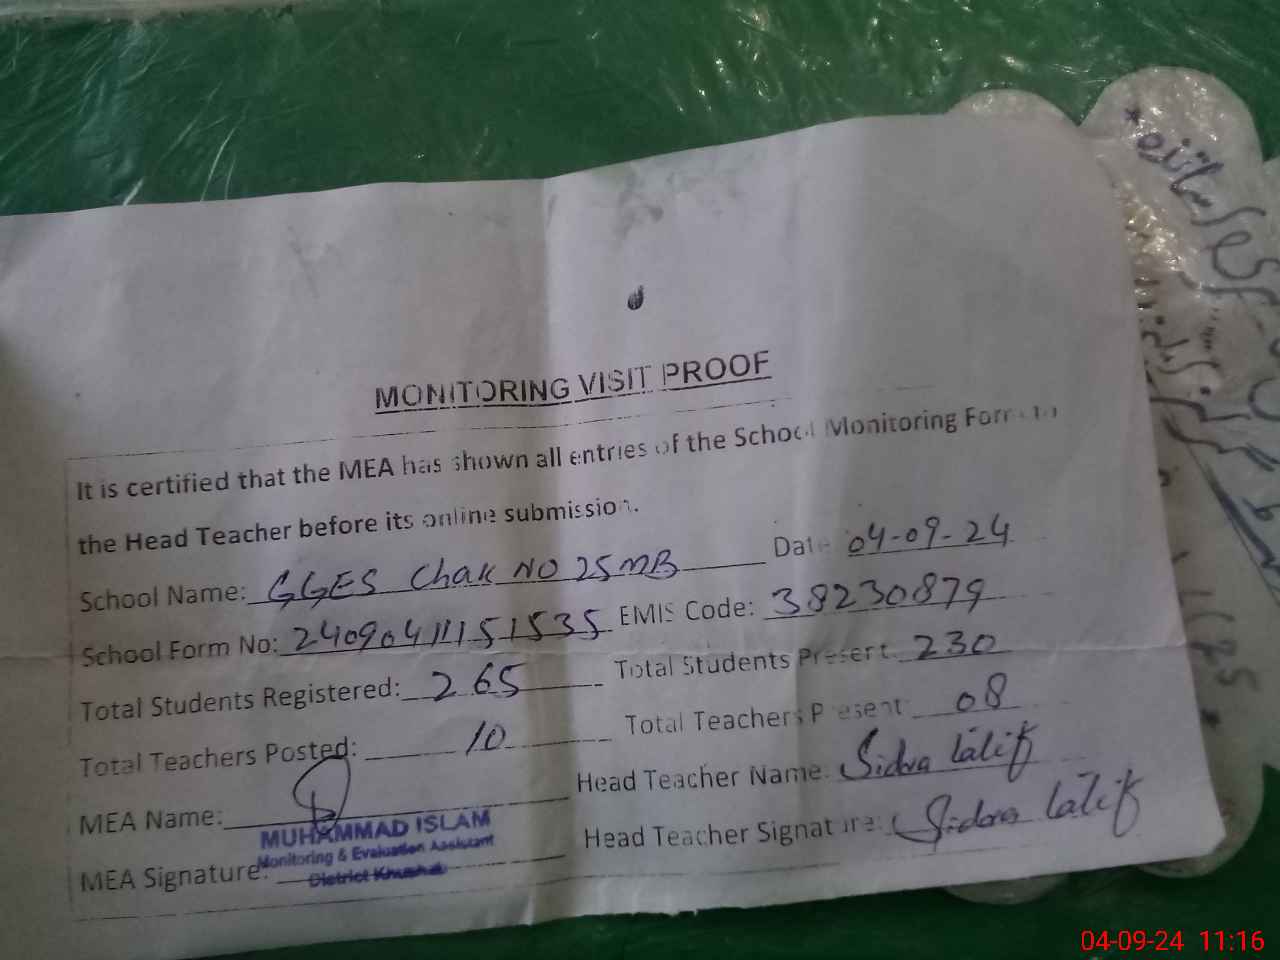 MONITORING VISIT PROOF
It is certified that the MEA has shown all entries of the School Monitoring Form to
the Head Teacher before its online submission.
School Name: GGES Chak NO 25MB Date 04-09-24
School Form No: 24090411151535 EMIS Code: 38230879
Total Students Registered: 265 Total Students Present: 230
Total Teachers Posted: 10 Total Teachers Present 08
MEA Name: Head Teacher Name: Sidra Latif
MUHAMMAD ISLAM
Monitoring & Evaluation Assistant
MEA Signature: Head Teacher Signature: Sidra Latif
District Khushab
04-09-24 11:16